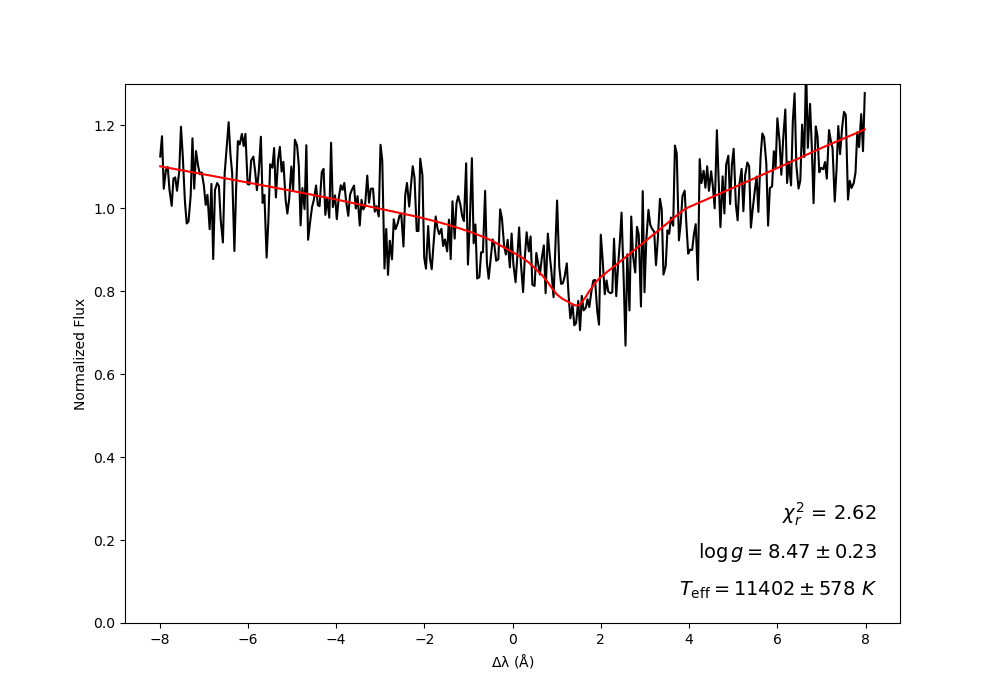 1.2
1.0
0.8
0.6
0.4
0.2
0.0
Normalized Flux
χ²ᵣ = 2.62
log g = 8.47 ± 0.23
T_eff = 11402 ± 578 K
−8 −6 −4 −2 0 2 4 6 8
Δλ (Å)